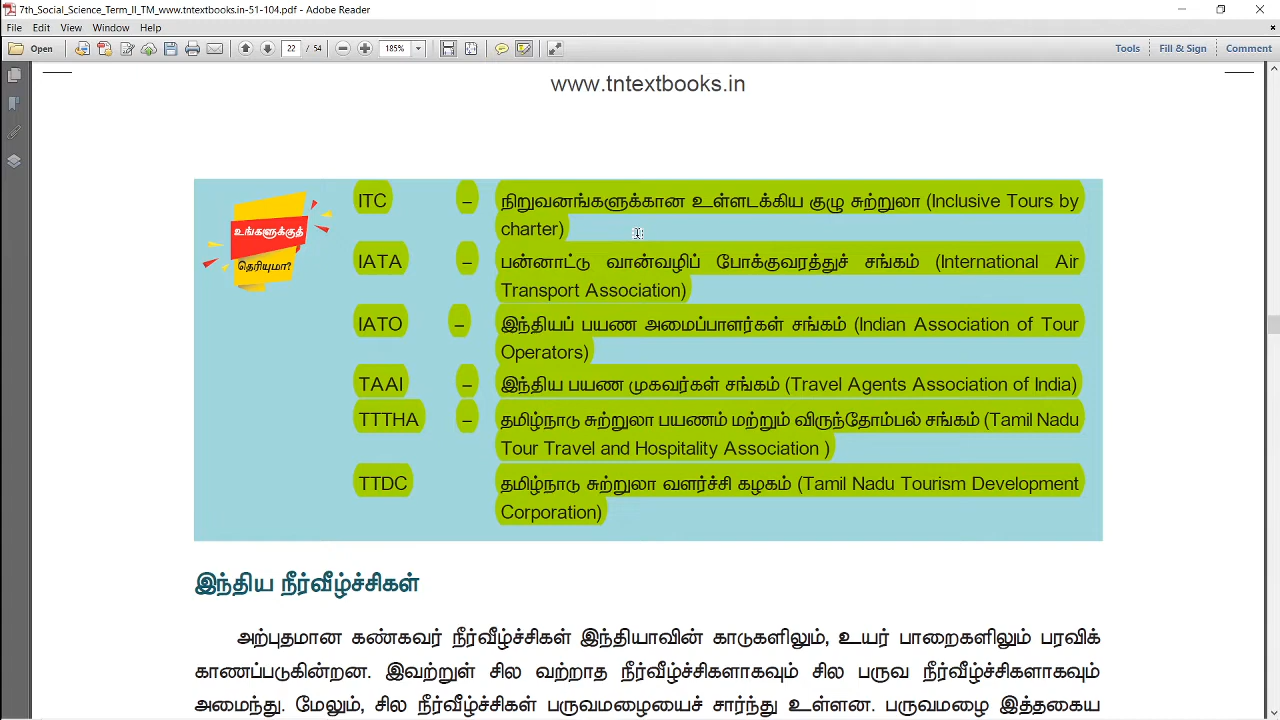 7th_Social_Science_Term_II_TM_www.tntextbooks.in-51-104.pdf - Adobe Reader
File Edit View Window Help
Open 22 / 54 185% Tools Fill & Sign Comment
www.tntextbooks.in
உங்களுக்குத்
தெரியுமா?
ITC – நிறுவனங்களுக்கான உள்ளடக்கிய குழு சுற்றுலா (Inclusive Tours by
charter)
IATA – பன்னாட்டு வான்வழிப் போக்குவரத்துச் சங்கம் (International Air
Transport Association)
IATO – இந்தியப் பயண அமைப்பாளர்கள் சங்கம் (Indian Association of Tour
Operators)
TAAI – இந்திய பயண முகவர்கள் சங்கம் (Travel Agents Association of India)
TTTHA – தமிழ்நாடு சுற்றுலா பயணம் மற்றும் விருந்தோம்பல் சங்கம் (Tamil Nadu
Tour Travel and Hospitality Association )
TTDC தமிழ்நாடு சுற்றுலா வளர்ச்சி கழகம் (Tamil Nadu Tourism Development
Corporation)
இந்திய நீர்வீழ்ச்சிகள்
அற்புதமான கண்கவர் நீர்வீழ்ச்சிகள் இந்தியாவின் காடுகளிலும், உயர் பாறைகளிலும் பரவிக்
காணப்படுகின்றன. இவற்றுள் சில வற்றாத நீர்வீழ்ச்சிகளாகவும் சில பருவ நீர்வீழ்ச்சிகளாகவும்
அமைந்து. மேலும், சில நீர்வீழ்ச்சிகள் பருவமழையைச் சார்ந்து உள்ளன. பருவமழை இத்தகைய